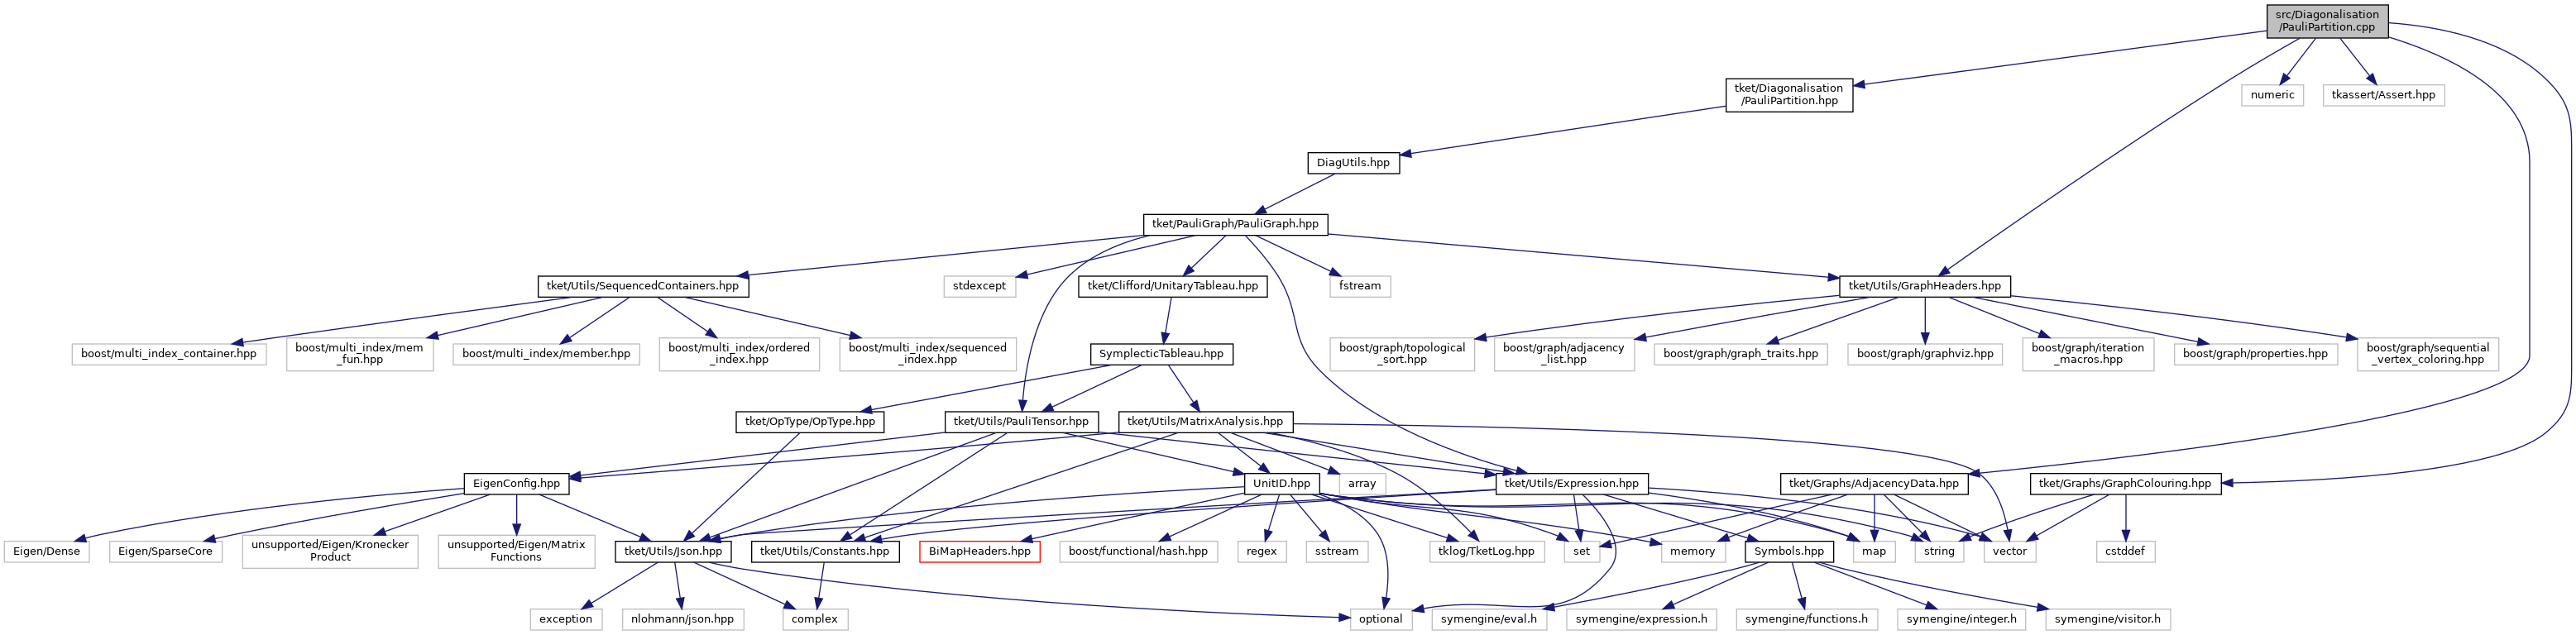 src/Diagonalisation
/PauliPartition.cpp
tket/Diagonalisation
/PauliPartition.hpp
numeric
tkassert/Assert.hpp
DiagUtils.hpp
tket/PauliGraph/PauliGraph.hpp
tket/Utils/SequencedContainers.hpp
stdexcept
tket/Clifford/UnitaryTableau.hpp
fstream
tket/Utils/GraphHeaders.hpp
boost/multi_index_container.hpp
boost/multi_index/mem
_fun.hpp
boost/multi_index/member.hpp
boost/multi_index/ordered
_index.hpp
boost/multi_index/sequenced
_index.hpp
SymplecticTableau.hpp
boost/graph/topological
_sort.hpp
boost/graph/adjacency
_list.hpp
boost/graph/graph_traits.hpp
boost/graph/graphviz.hpp
boost/graph/iteration
_macros.hpp
boost/graph/properties.hpp
boost/graph/sequential
_vertex_coloring.hpp
tket/OpType/OpType.hpp
tket/Utils/PauliTensor.hpp
tket/Utils/MatrixAnalysis.hpp
EigenConfig.hpp
UnitID.hpp
array
tket/Utils/Expression.hpp
tket/Graphs/AdjacencyData.hpp
tket/Graphs/GraphColouring.hpp
Eigen/Dense
Eigen/SparseCore
unsupported/Eigen/Kronecker
Product
unsupported/Eigen/Matrix
Functions
tket/Utils/Json.hpp
tket/Utils/Constants.hpp
BiMapHeaders.hpp
boost/functional/hash.hpp
regex
sstream
tklog/TketLog.hpp
set
memory
Symbols.hpp
map
string
vector
cstddef
exception
nlohmann/json.hpp
complex
optional
symengine/eval.h
symengine/expression.h
symengine/functions.h
symengine/integer.h
symengine/visitor.h